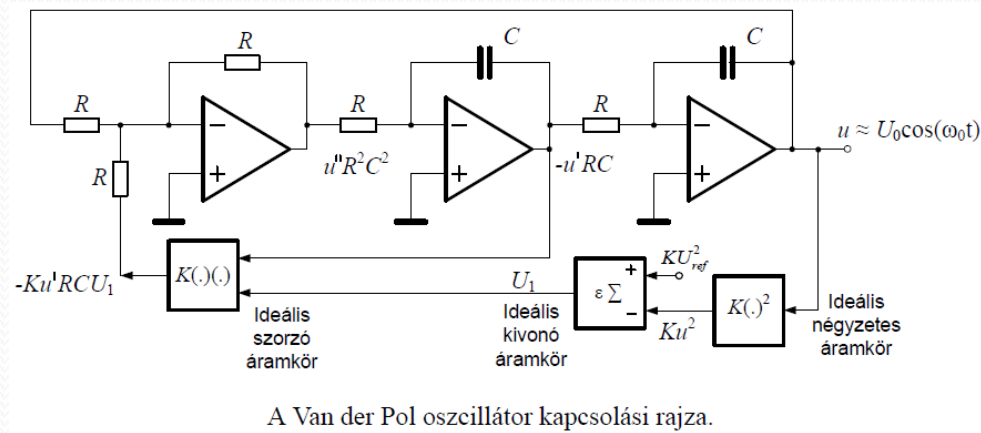 R
C
C
R
R
R
R
−
+
−
+
−
+
u"R²C²
-u'RC
u ≈ U₀cos(ω₀t)
-Ku'RCU₁
K(.)(.)
U₁
ε Σ
+
−
KU²ref
Ku²
K(.)²
Ideális
szorzó
áramkör
Ideális
kivonó
áramkör
Ideális
négyzetes
áramkör
A Van der Pol oszcillátor kapcsolási rajza.